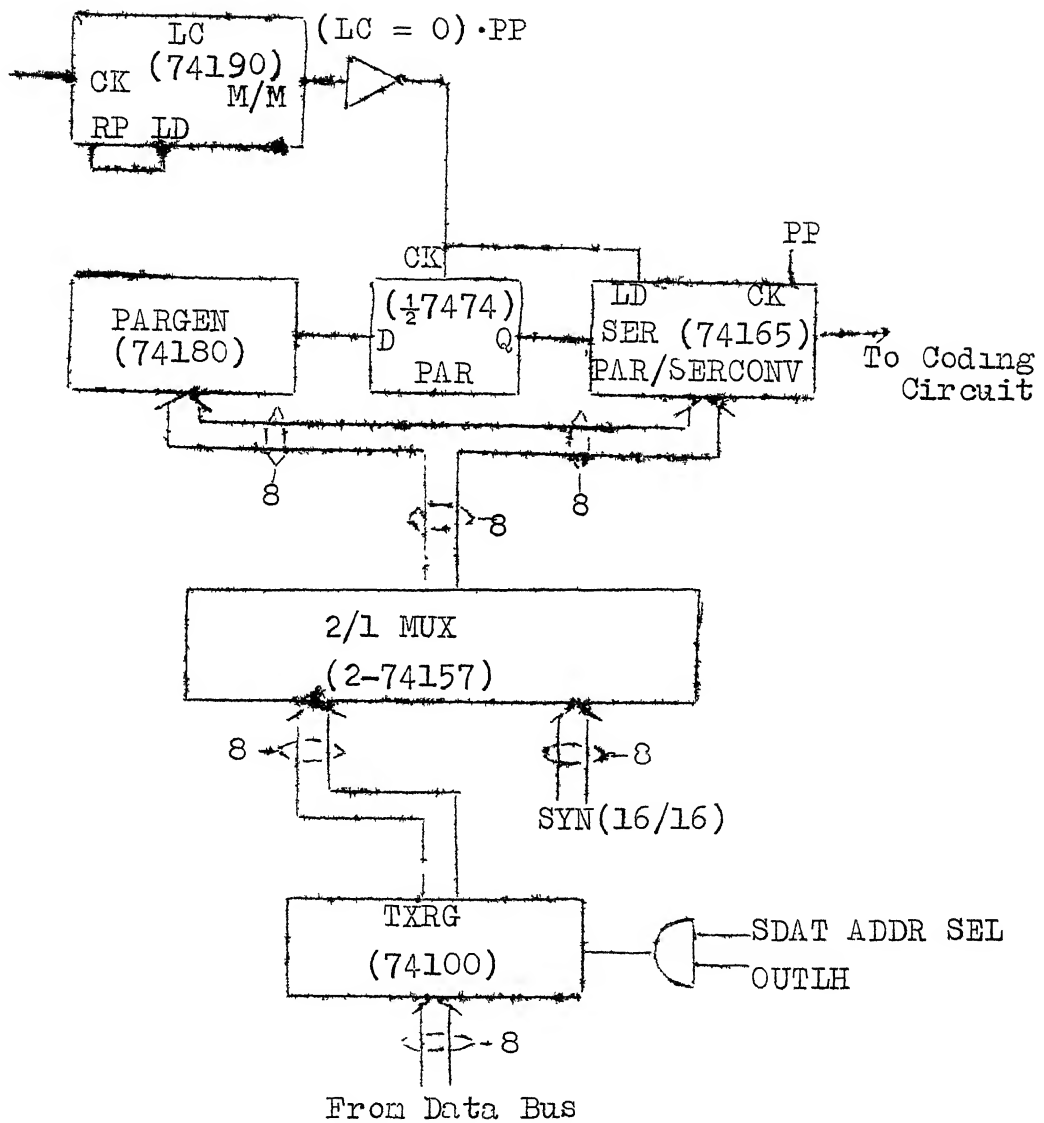 LC
(LC = 0)·PP
(74190)
CK
M/M
RP LD
CK
PP
PARGEN
(74180)
(½7474)
D
Q
PAR
LD CK
SER (74165)
PAR/SERCONV
To Coding
Circuit
8
8
8
2/1 MUX
(2-74157)
8
8
SYN(16/16)
TXRG
(74100)
SDAT ADDR SEL
OUTLH
8
From Data Bus